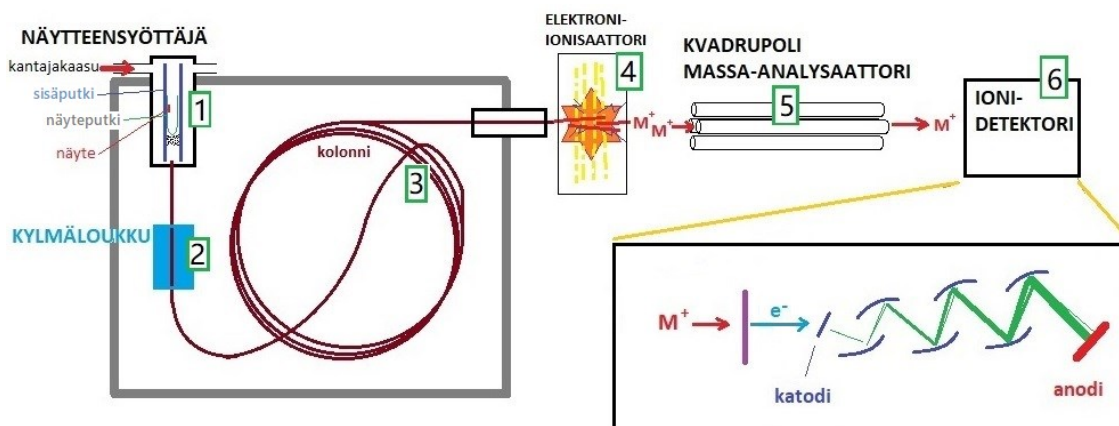 NÄYTTEENSYÖTTÄJÄ
kantajakaasu
sisäputki
näyteputki
näyte
1
KYLMÄLOUKKU
2
kolonni
3
ELEKTRONI-
IONISAATTORI
4
M+
M+
KVADRUPOLI
MASSA-ANALYSAATTORI
5
M+
6
IONI-
DETEKTORI
M+
e-
katodi
anodi